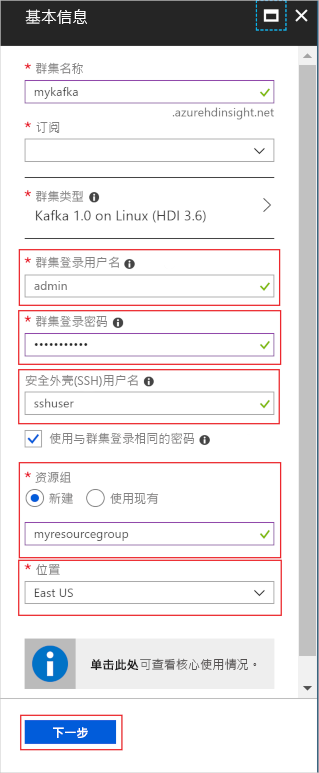 基本信息
* 群集名称
mykafka
.azurehdinsight.net
* 订阅
* 群集类型
Kafka 1.0 on Linux (HDI 3.6)
* 群集登录用户名
admin
* 群集登录密码
•••••••••••
安全外壳(SSH)用户名
sshuser
使用与群集登录相同的密码
* 资源组
新建 使用现有
myresourcegroup
* 位置
East US
单击此处可查看核心使用情况。
下一步